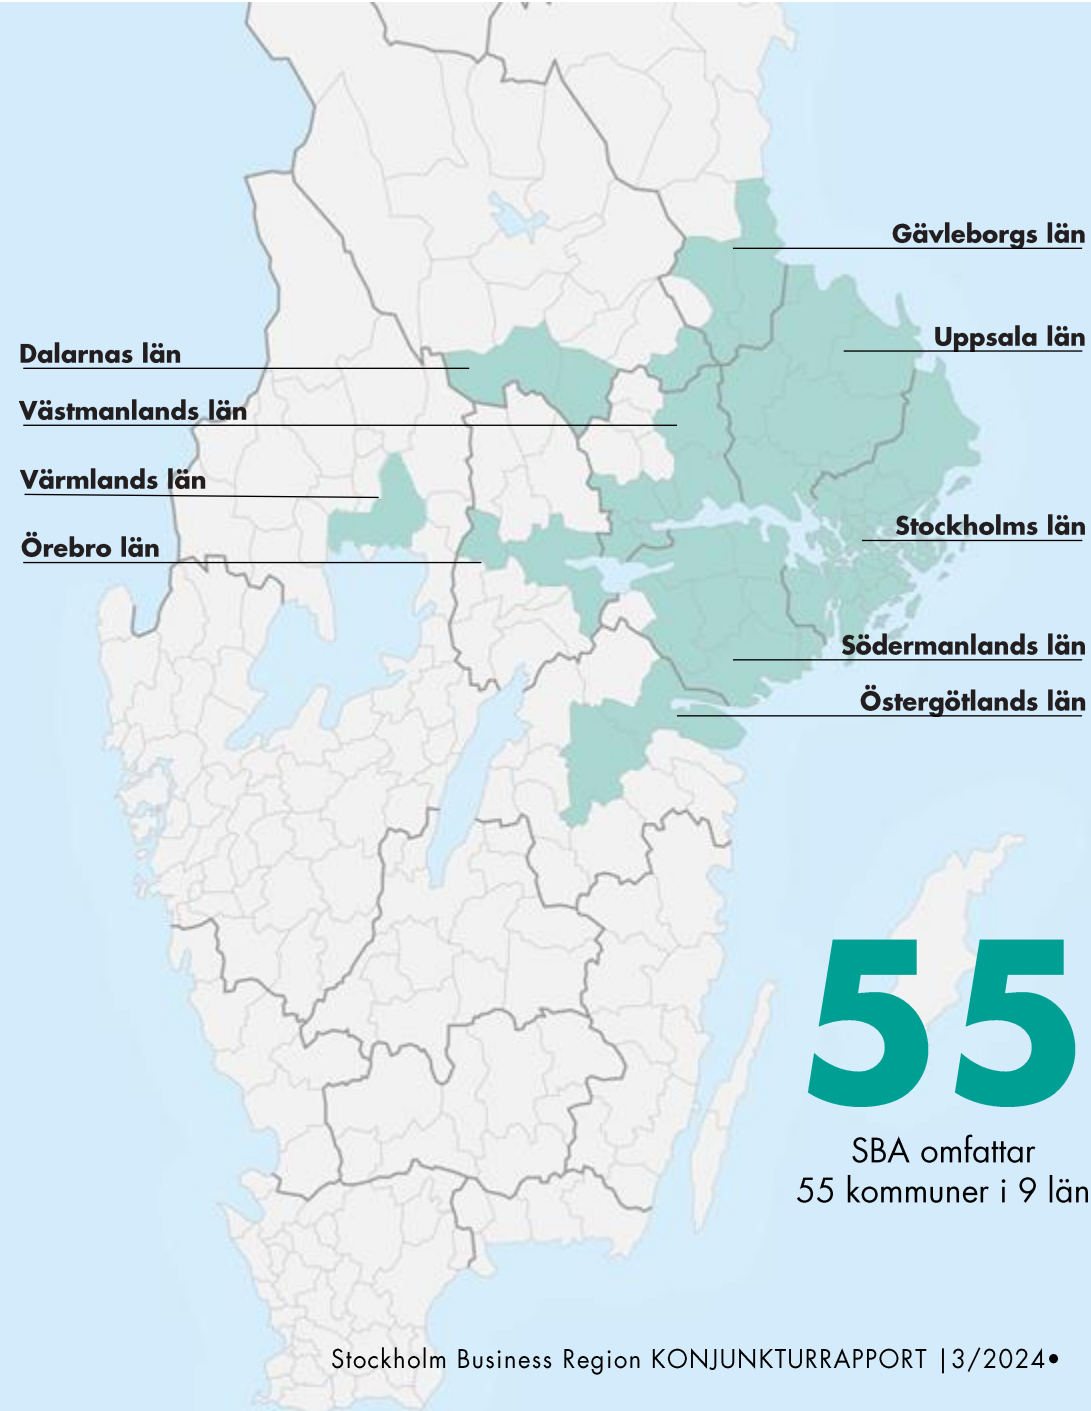 Gävleborgs län
Uppsala län
Dalarnas län
Västmanlands län
Värmlands län
Stockholms län
Örebro län
Södermanlands län
Östergötlands län
55
SBA omfattar
55 kommuner i 9 län
Stockholm Business Region KONJUNKTURRAPPORT |3/2024•